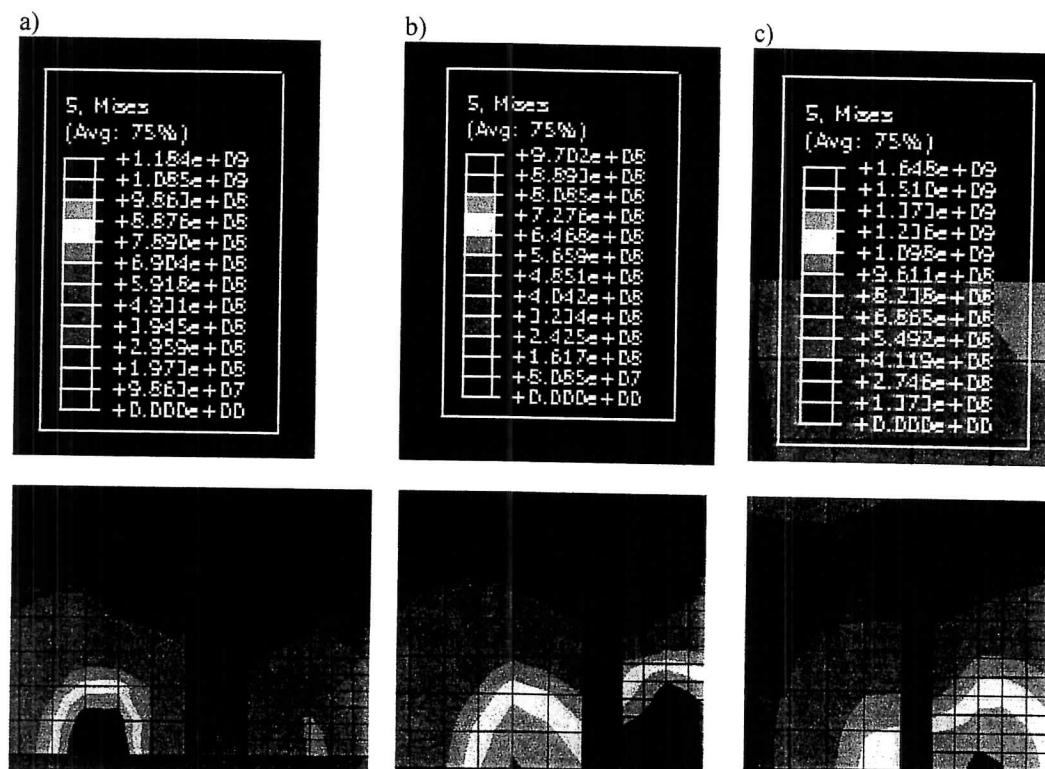 a)
S, Mises
(Avg: 75%)
+1.184e+09
+1.085e+09
+9.863e+08
+8.876e+08
+7.890e+08
+6.904e+08
+5.918e+08
+4.931e+08
+3.945e+08
+2.959e+08
+1.973e+08
+9.863e+07
+0.000e+00
b)
S, Mises
(Avg: 75%)
+9.702e+08
+8.893e+08
+8.085e+08
+7.276e+08
+6.468e+08
+5.659e+08
+4.851e+08
+4.042e+08
+3.234e+08
+2.425e+08
+1.617e+08
+8.085e+07
+0.000e+00
c)
S, Mises
(Avg: 75%)
+1.648e+09
+1.510e+09
+1.373e+09
+1.236e+09
+1.098e+09
+9.611e+08
+8.238e+08
+6.865e+08
+5.492e+08
+4.119e+08
+2.746e+08
+1.373e+08
+0.000e+00